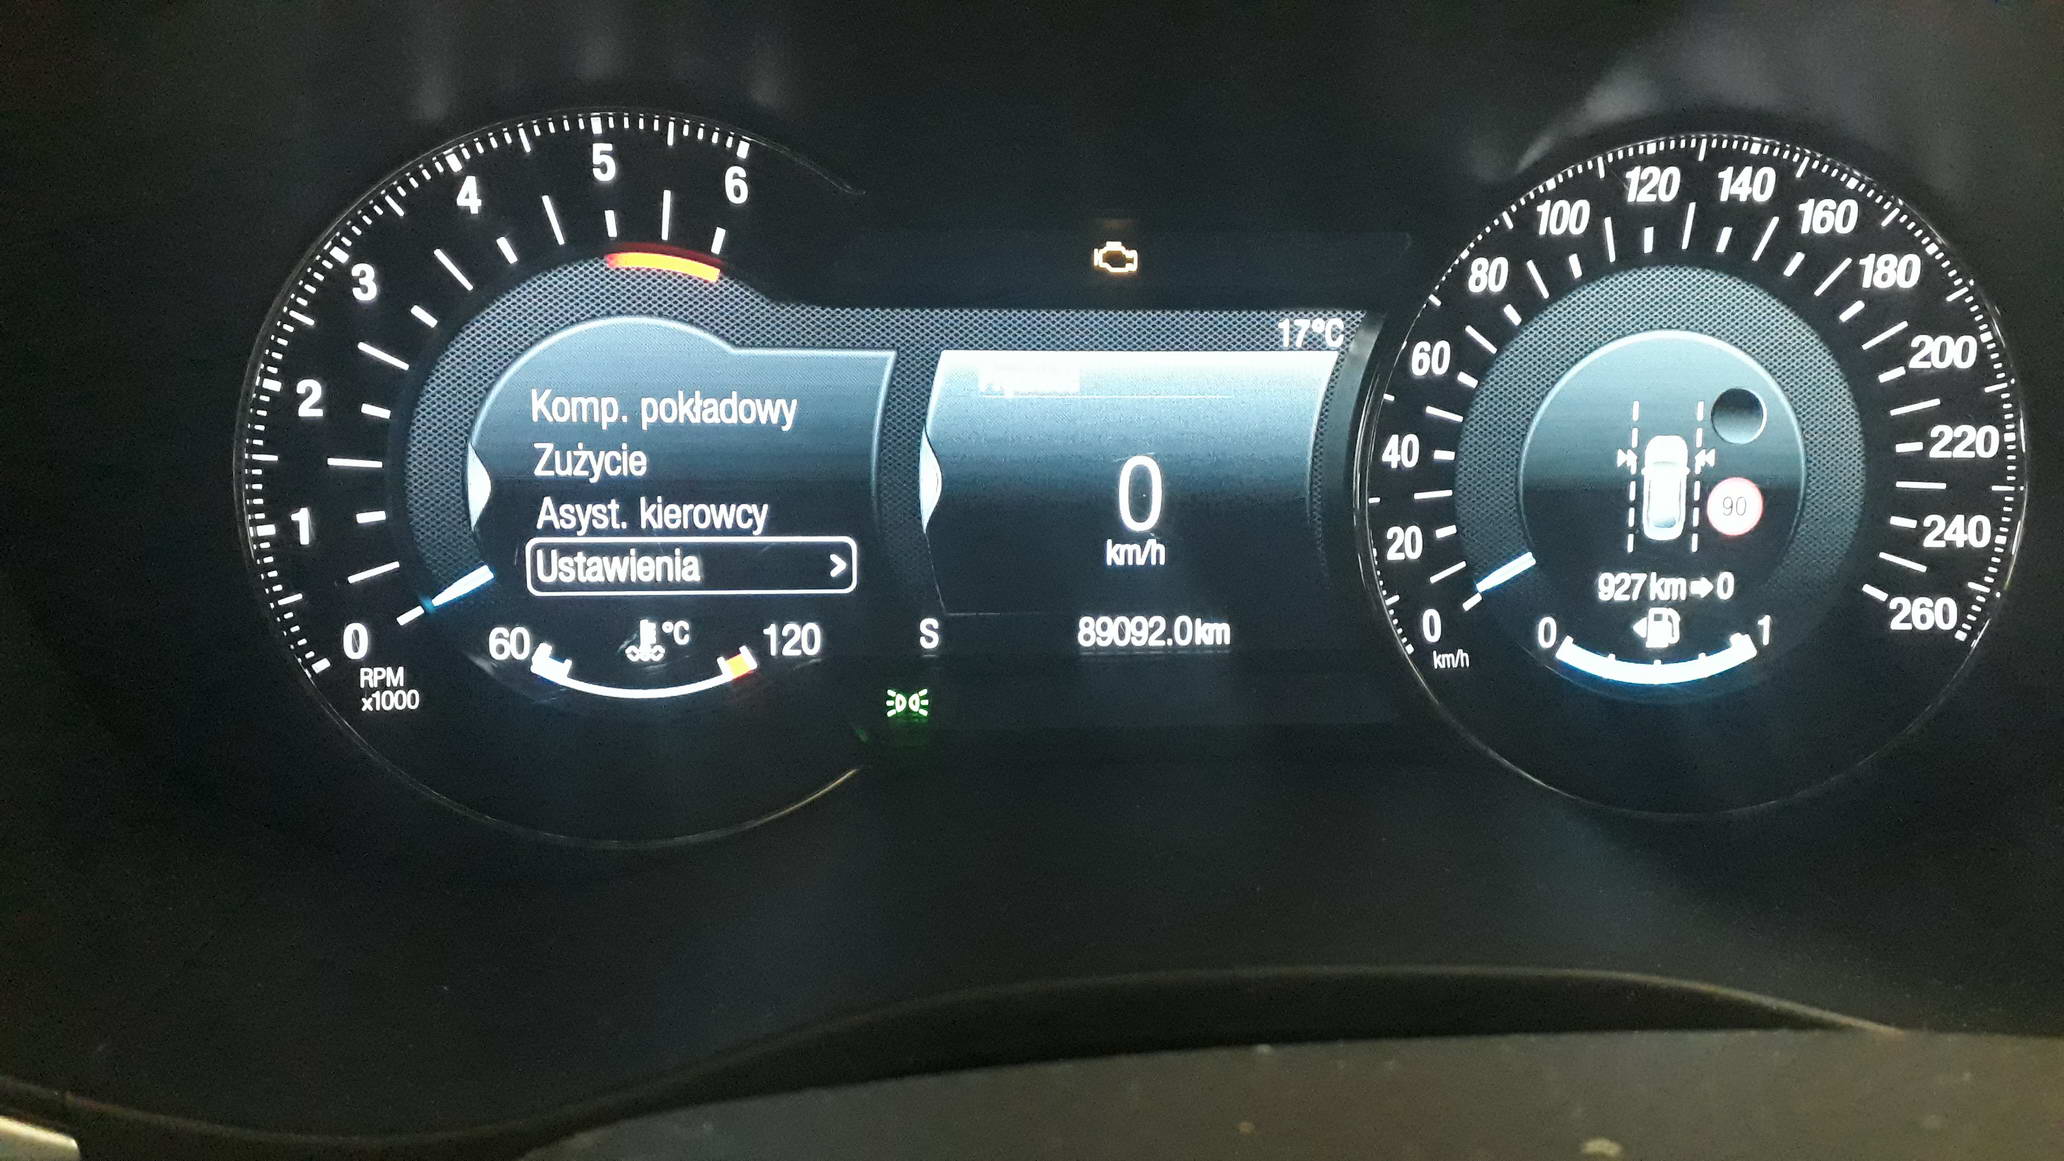 5
4
6
3
2
1
0
RPM
x1000
Komp. pokładowy
Zużycie
Asyst. kierowcy
Ustawienia >
60 °C 120
17°C
0
km/h
S 89092.0km
120 140
100 160
80 180
60 200
40 220
20 240
0 260
km/h
90
927 km➡0
0 1